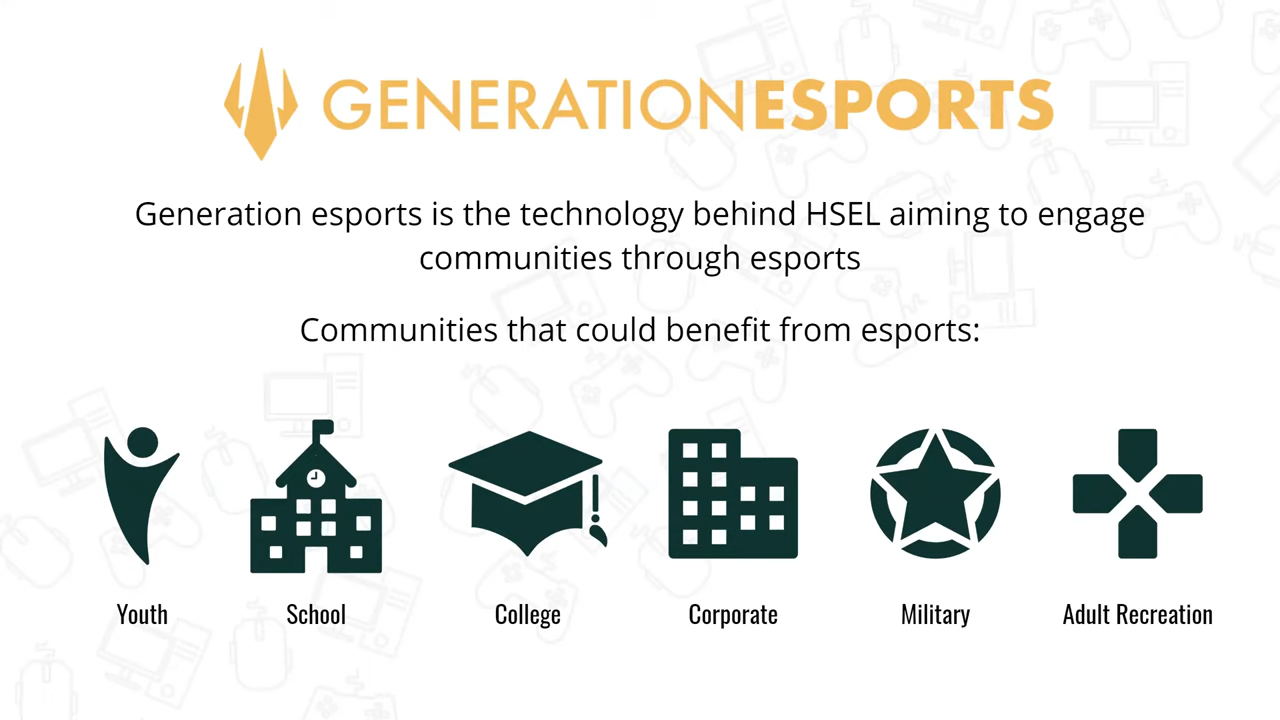 GENERATIONESPORTS
Generation esports is the technology behind HSEL aiming to engage
communities through esports
Communities that could benefit from esports:
Youth
School
College
Corporate
Military
Adult Recreation